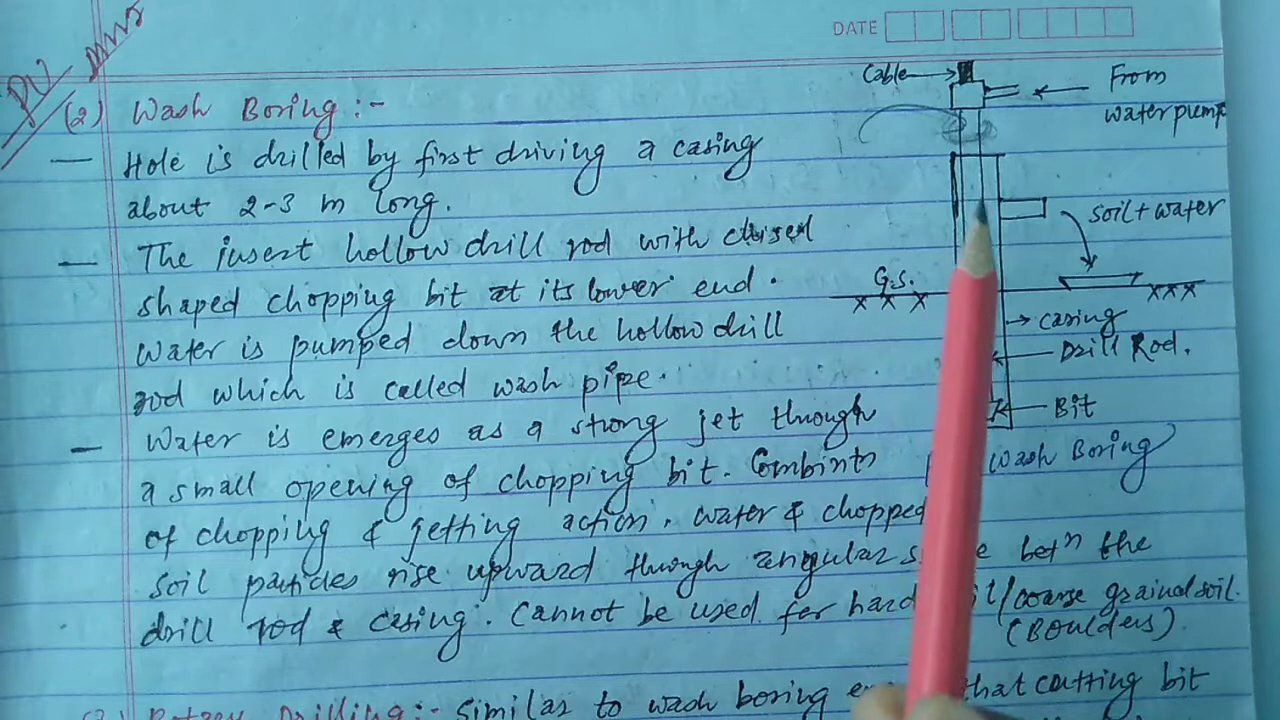 DATE
(2) Wash Boring :-
— Hole is drilled by first driving a casing
about 2-3 m long.
— The insert hollow drill rod with chisel
shaped chopping bit at its lower end.
Water is pumped down the hollow drill
rod which is called wash pipe.
— Water is emerges as a strong jet through
a small opening of chopping bit.
of chopping & jetting action. Water & chopped
soil particles rise upward through angular betⁿ the
drill rod & casing. Cannot be used for hard /coarse grained soil.
(Boulders).
Drilling :- Similar to wash boring that cutting bit
Cable
From
water pump
soil + water
G.S.
x x x
xxx
casing
Drill Rod.
Bit
Wash Boring